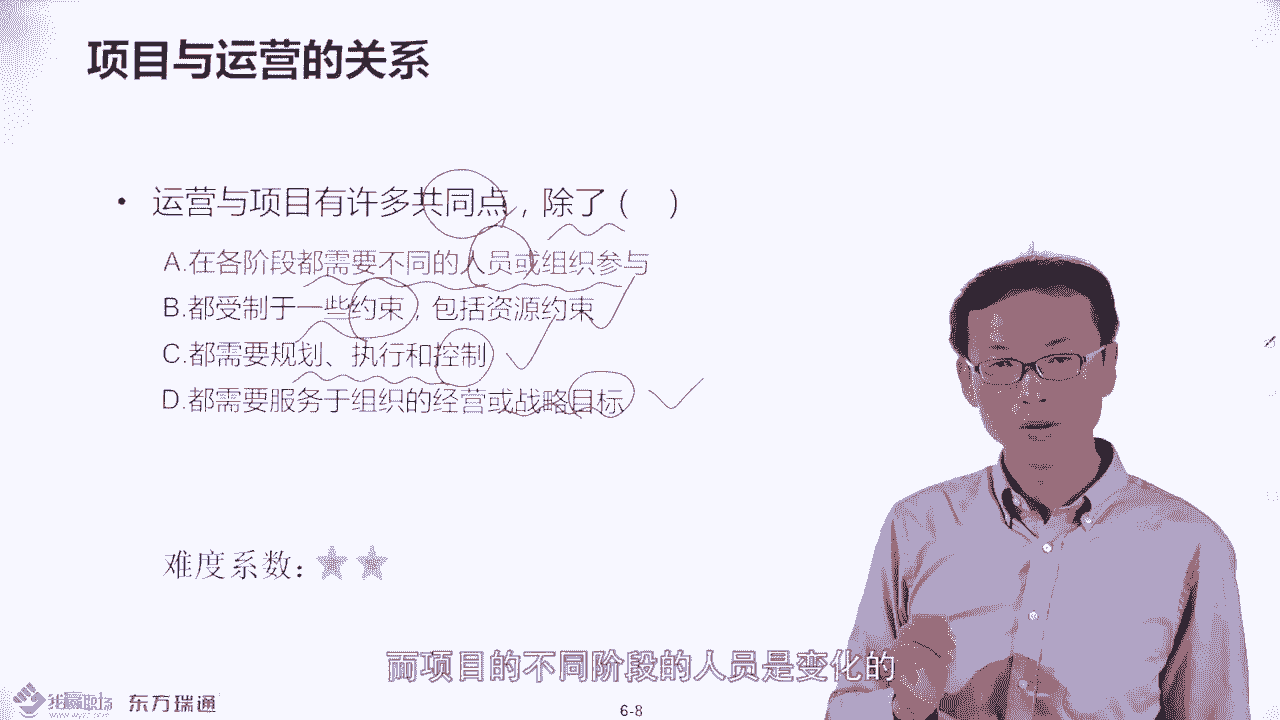 项目与运营的关系
• 运营与项目有许多共同点，除了（ ）
A.在各阶段都需要不同的人员或组织参与
B.都受制于一些约束，包括资源约束
C.都需要规划、执行和控制
D.都需要服务于组织的经营或战略目标
难度系数：★★
而项目的不同阶段的人员是变化的
东方瑞通
6-8